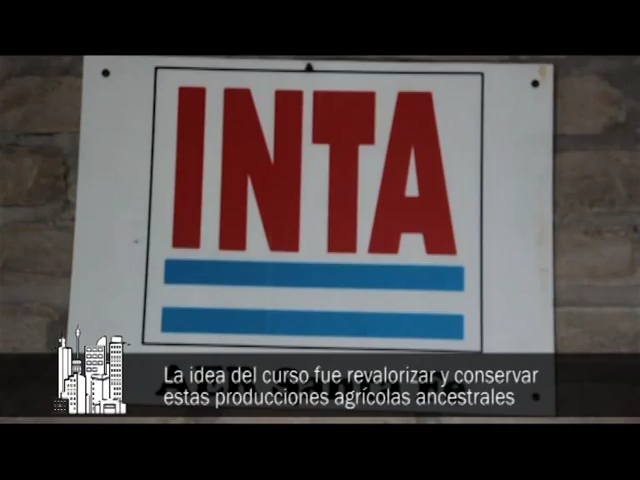 INTA
La idea del curso fue revalorizar y conservar
estas producciones agrícolas ancestrales